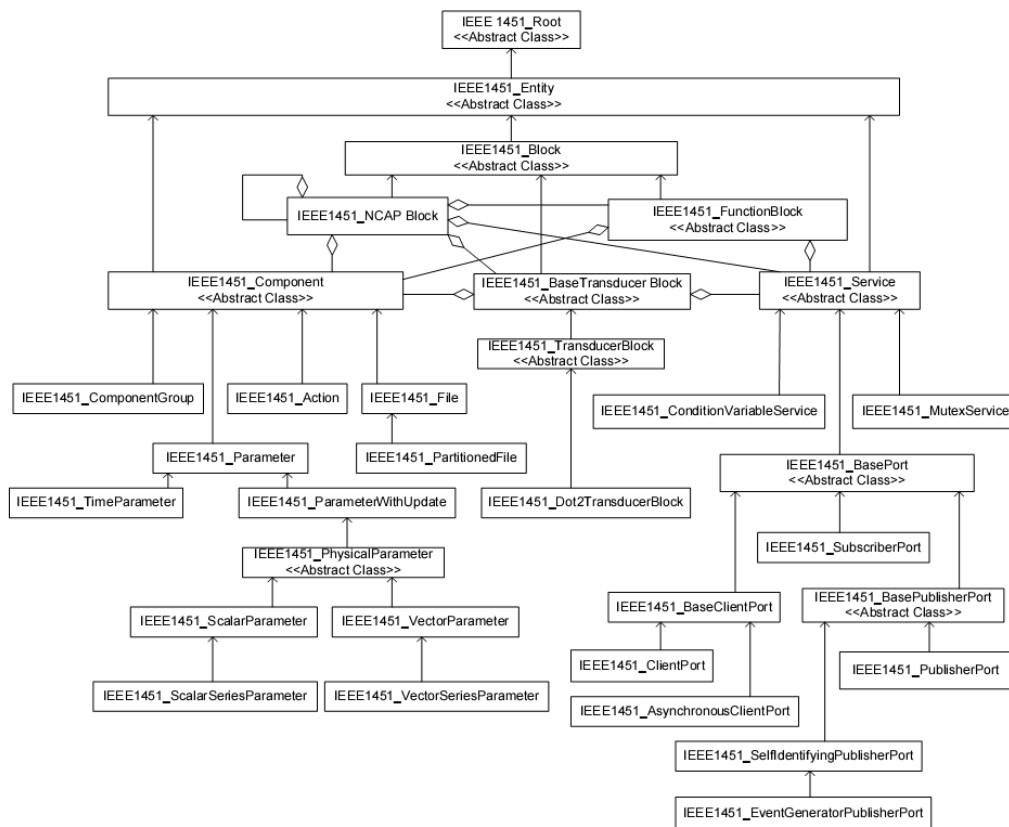 IEEE 1451_Root
<<Abstract Class>>
IEEE1451_Entity
<<Abstract Class>>
IEEE1451_Block
<<Abstract Class>>
IEEE1451_NCAP Block
IEEE1451_FunctionBlock
<<Abstract Class>>
IEEE1451_Component
<<Abstract Class>>
IEEE1451_BaseTransducer Block
<<Abstract Class>>
IEEE1451_Service
<<Abstract Class>>
IEEE1451_TransducerBlock
<<Abstract Class>>
IEEE1451_ComponentGroup
IEEE1451_Action
IEEE1451_File
IEEE1451_ConditionVariableService
IEEE1451_MutexService
IEEE1451_Parameter
IEEE1451_PartitionedFile
IEEE1451_BasePort
<<Abstract Class>>
IEEE1451_TimeParameter
IEEE1451_ParameterWithUpdate
IEEE1451_Dot2TransducerBlock
IEEE1451_SubscriberPort
IEEE1451_PhysicalParameter
<<Abstract Class>>
IEEE1451_BaseClientPort
IEEE1451_BasePublisherPort
<<Abstract Class>>
IEEE1451_ScalarParameter
IEEE1451_VectorParameter
IEEE1451_ClientPort
IEEE1451_PublisherPort
IEEE1451_ScalarSeriesParameter
IEEE1451_VectorSeriesParameter
IEEE1451_AsynchronousClientPort
IEEE1451_SelfIdentifyingPublisherPort
IEEE1451_EventGeneratorPublisherPort